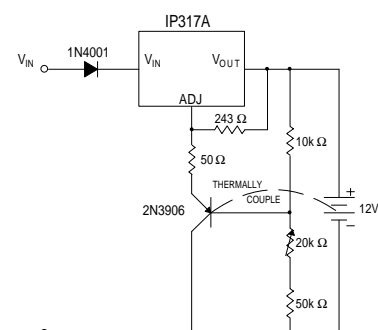 IP317A
1N4001
VIN
VIN
VOUT
ADJ
243 Ω
10k Ω
50 Ω
THERMALLY
COUPLE
2N3906
12V
20k Ω
50k Ω